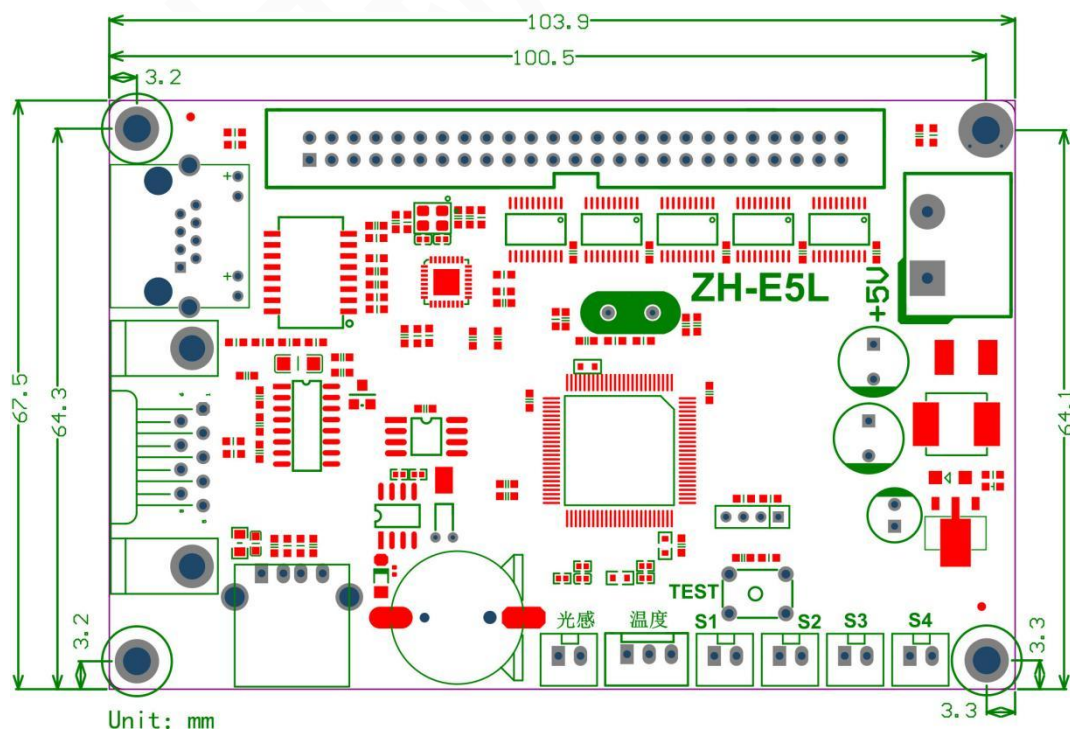 103.9
100.5
3.2
ZH-E5L
+5V
67.5
64.3
64.1
TEST
光感
温度
S1
S2
S3
S4
3.2
3.3
3.3
Unit: mm